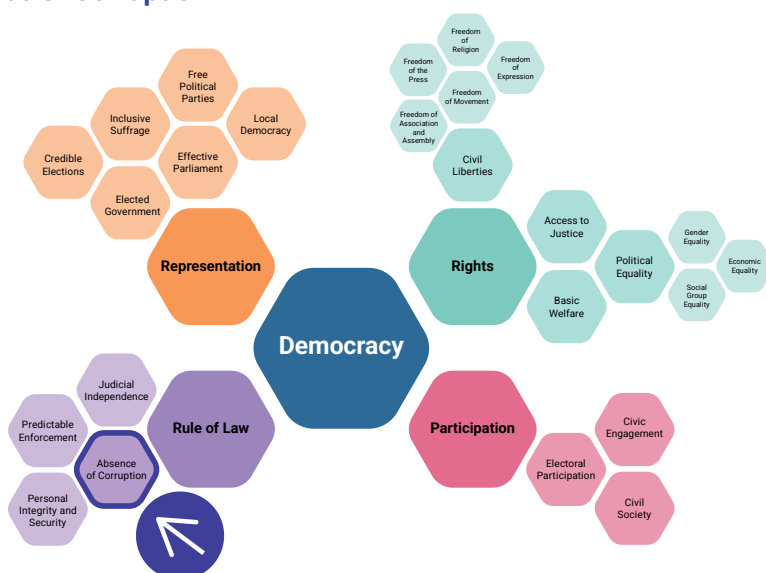 Freedom
of
Religion
Freedom
of the
Press
Freedom
of
Expression
Free
Political
Parties
Freedom
of Movement
Inclusive
Suffrage
Local
Democracy
Freedom of
Association
and
Assembly
Credible
Elections
Effective
Parliament
Civil
Liberties
Elected
Government
Access to
Justice
Gender
Equality
Representation
Rights
Political
Equality
Economic
Equality
Basic
Welfare
Social
Group
Equality
Democracy
Judicial
Independence
Predictable
Enforcement
Rule of Law
Participation
Civic
Engagement
Absence
of Corruption
Electoral
Participation
Personal
Integrity and
Security
Civil
Society